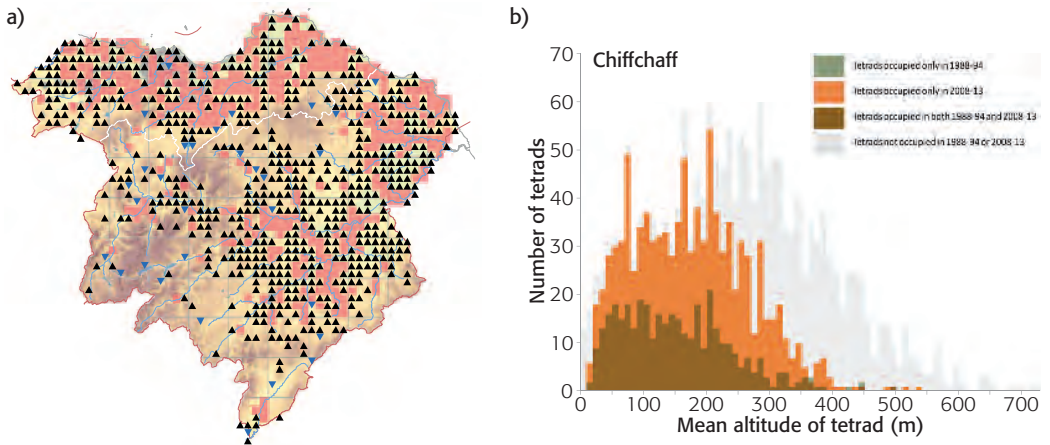 a)
b)
Chiffchaff
Tetrads occupied only in 1988-94
Tetrads occupied only in 2008-13
Tetrads occupied in both 1988-94 and 2008-13
Tetrads not occupied in 1988-94 or 2008-13
Number of tetrads
70
60
50
40
30
20
10
0
0 100 200 300 400 500 600 700
Mean altitude of tetrad (m)